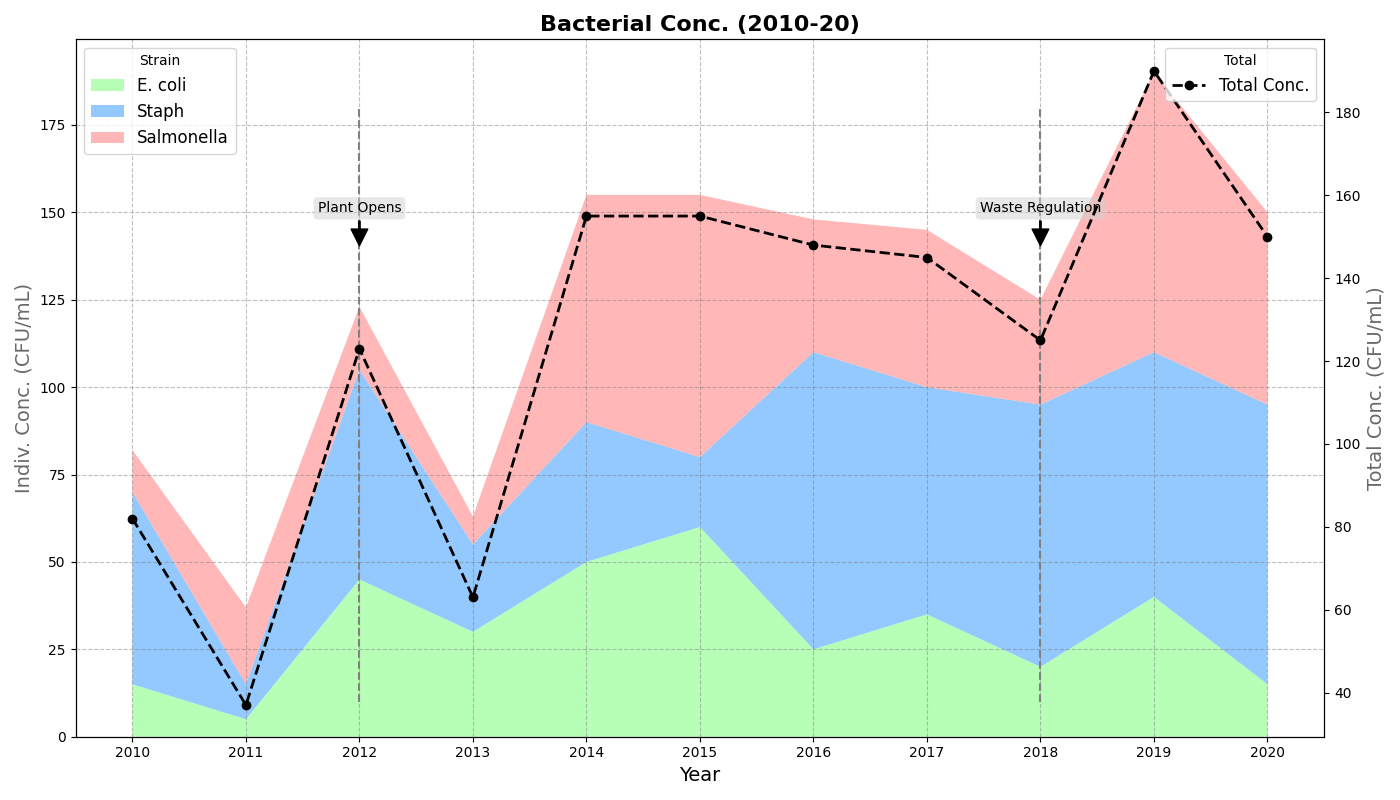 Bacterial Conc. (2010-20)
Strain
E. coli
Staph
Salmonella
Total
Total Conc.
Plant Opens
Waste Regulation
Indiv. Conc. (CFU/mL)
175
150
125
100
75
50
25
0
Total Conc. (CFU/mL)
180
160
140
120
100
80
60
40
2010 2011 2012 2013 2014 2015 2016 2017 2018 2019 2020
Year